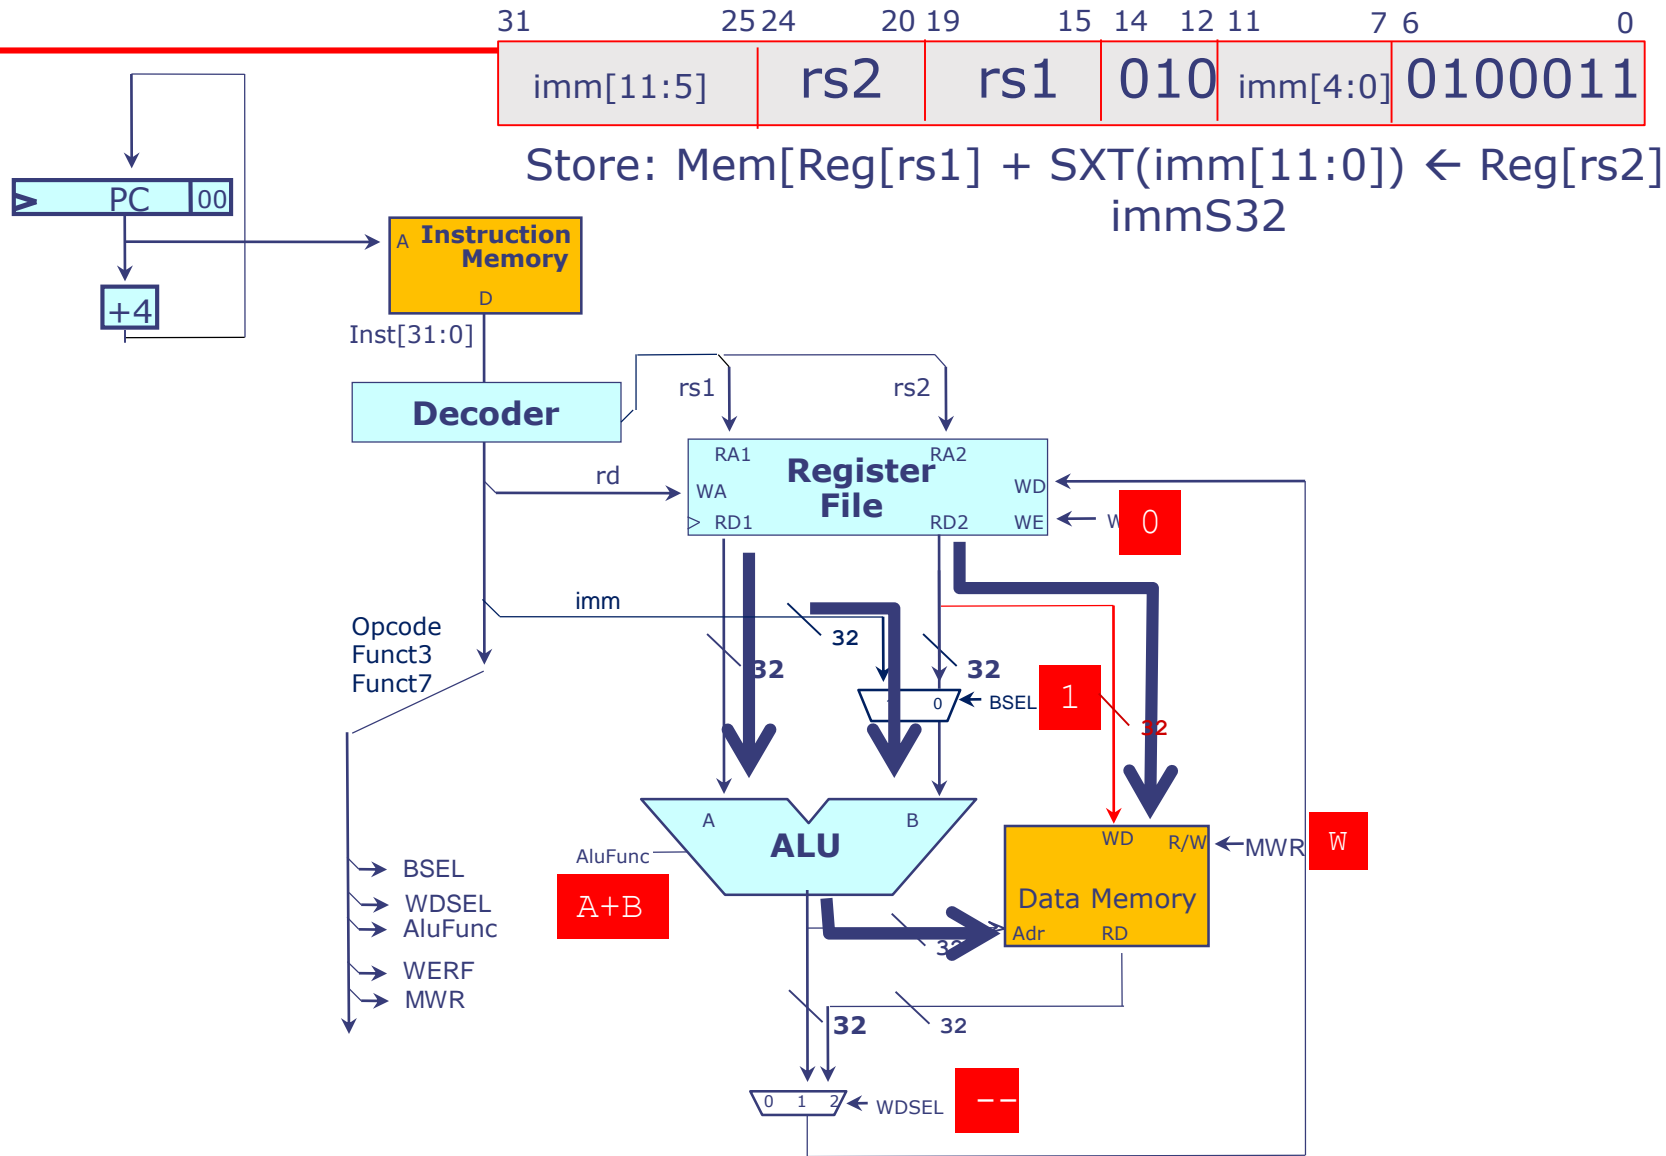 31 25 24 20 19 15 14 12 11 7 6 0
imm[11:5] rs2 rs1 010 imm[4:0] 0100011
Store: Mem[Reg[rs1] + SXT(imm[11:0]) ← Reg[rs2]
immS32
PC 00
+4
A Instruction
Memory
D
Inst[31:0]
Decoder
rs1 rs2
RA1 RA2
Register
File
rd
WA WD
RD1 RD2 WE
0
imm
32
32
32
Opcode
Funct3
Funct7
0
BSEL
1
32
A B
ALU
AluFunc
A+B
WD R/W
MWR
W
Data Memory
Adr RD
32
BSEL
WDSEL
AluFunc
WERF
MWR
32
32
0 1 2
WDSEL
--